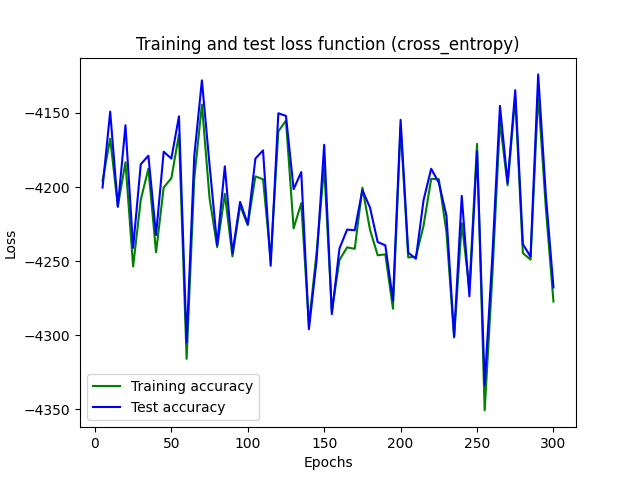 Training and test loss function (cross_entropy)
−4150
−4200
−4250
−4300
−4350
Loss
Training accuracy
Test accuracy
0
50
100
150
200
250
300
Epochs